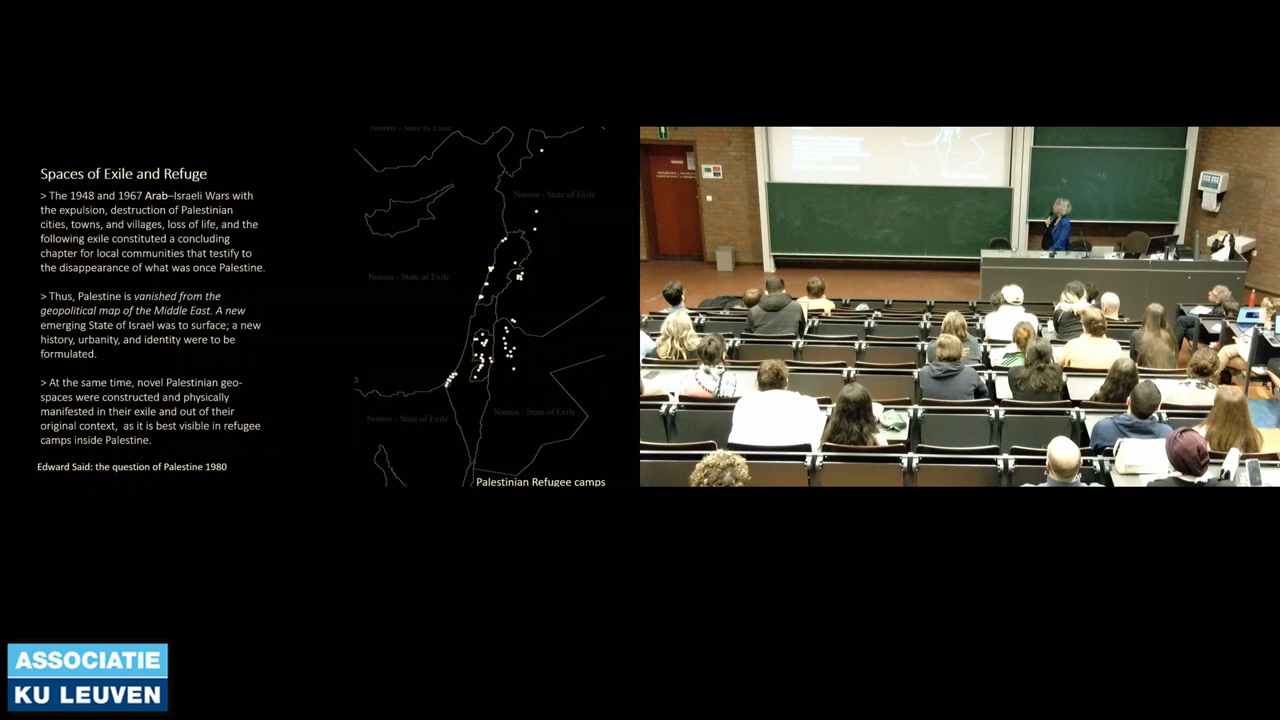 Spaces of Exile and Refuge
> The 1948 and 1967 Arab–Israeli Wars with
the expulsion, destruction of Palestinian
cities, towns, and villages, loss of life, and the
following exile constituted a concluding
chapter for local communities that testify to
the disappearance of what was once Palestine.
> Thus, Palestine is vanished from the
geopolitical map of the Middle East. A new
emerging State of Israel was to surface; a new
history, urbanity, and identity were to be
formulated.
> At the same time, novel Palestinian geo-
spaces were constructed and physically
manifested in their exile and out of their
original context, as it is best visible in refugee
camps inside Palestine.
Edward Said: the question of Palestine 1980
Nomos - State of Exile
Nomos - State of Exile
Nomos - State of Exile
Nomos - State of Exile
Nomos - State of Exile
Palestinian Refugee camps
ASSOCIATIE
KU LEUVEN